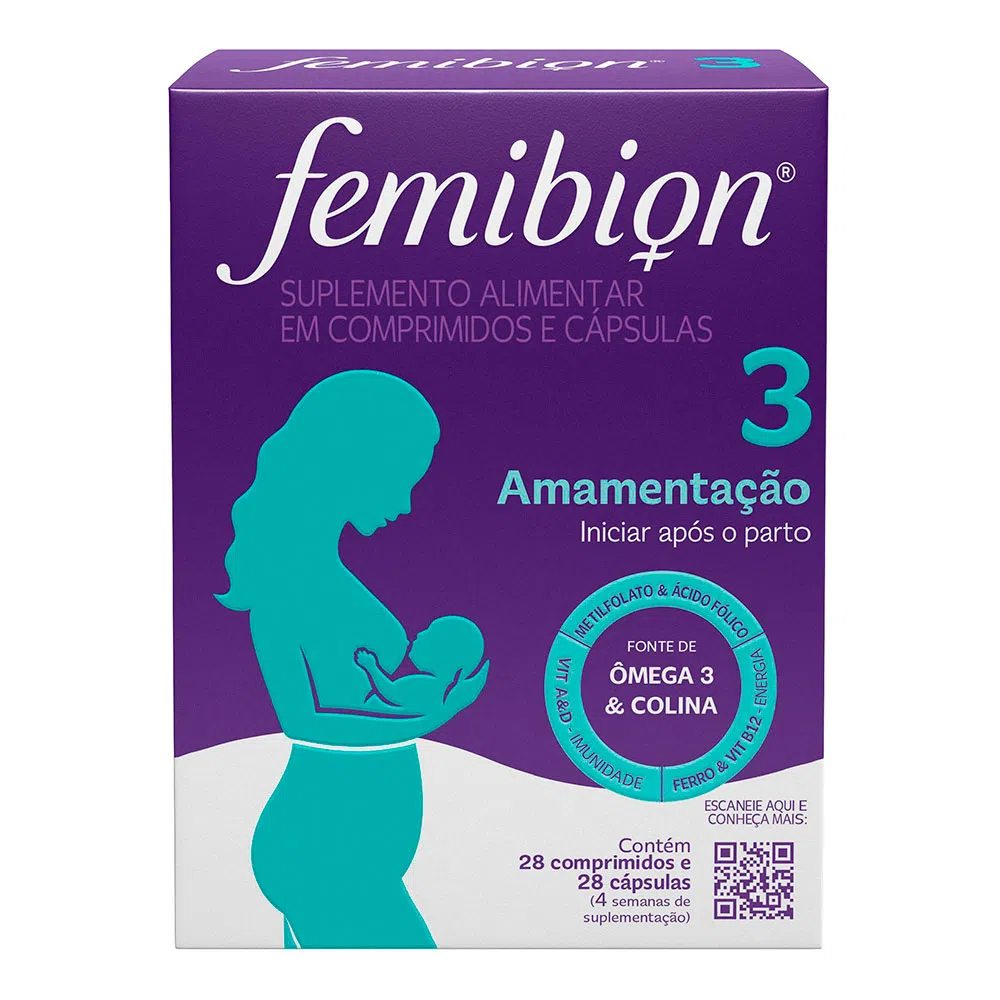 femibion® 3
femibion®
SUPLEMENTO ALIMENTAR
EM COMPRIMIDOS E CÁPSULAS
3
Amamentação
Iniciar após o parto
METILFOLATO & ÁCIDO FÓLICO
FONTE DE
ÔMEGA 3
& COLINA
VIT A&D - IMUNIDADE
FERRO & VIT B12 - ENERGIA
ESCANEIE AQUI E
CONHEÇA MAIS:
Contém
28 comprimidos e
28 cápsulas
(4 semanas de
suplementação)